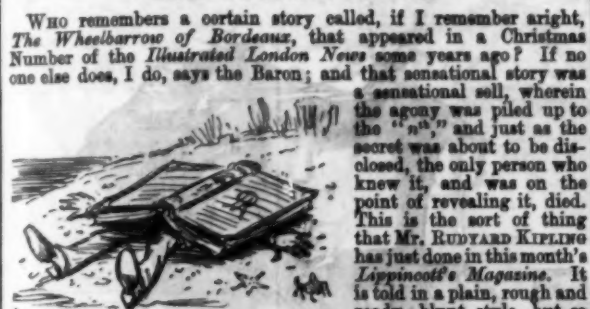 WHO remembers a certain story called, if I remember aright,
The Wheelbarrow of Bordeaux, that appeared in a Christmas
Number of the Illustrated London News some years ago? If no
one else does, I do, says the Baron; and that sensational story was
a sensational sell, wherein
the agony was piled up to
the "nth," and just as the
secret was about to be dis-
closed, the only person who
knew it, and was on the
point of revealing it, died.
This is the sort of thing
that Mr. RUDYARD KIPLING
has just done in this month's
Lippincott's Magazine. It
is told in a plain, rough and